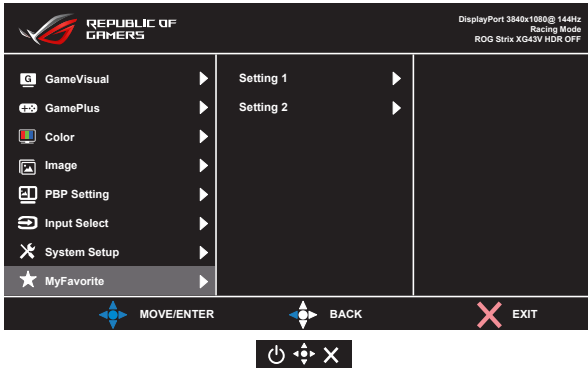 REPUBLIC OF
GAMERS
DisplayPort 3840x1080@ 144Hz
Racing Mode
ROG Strix XG43V HDR OFF
G GameVisual
GamePlus
Color
Image
PBP Setting
Input Select
System Setup
MyFavorite
Setting 1
Setting 2
MOVE/ENTER
BACK
EXIT